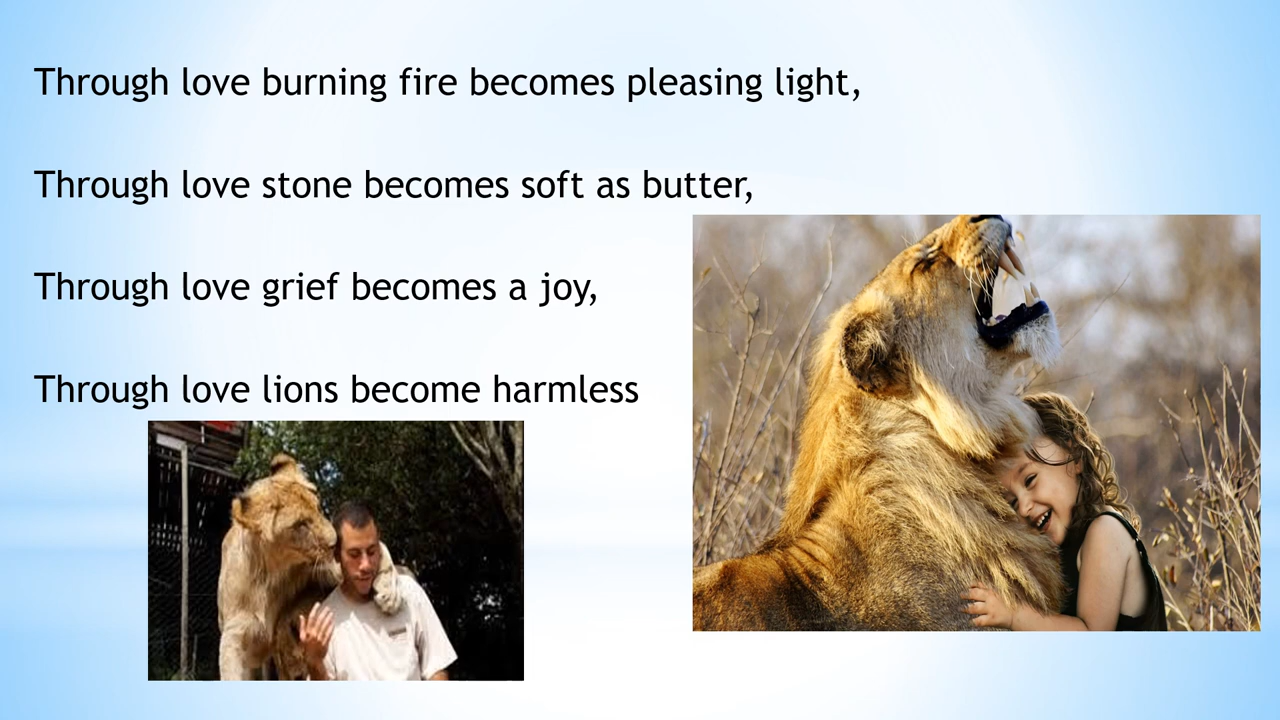 Through love burning fire becomes pleasing light,
Through love stone becomes soft as butter,
Through love grief becomes a joy,
Through love lions become harmless